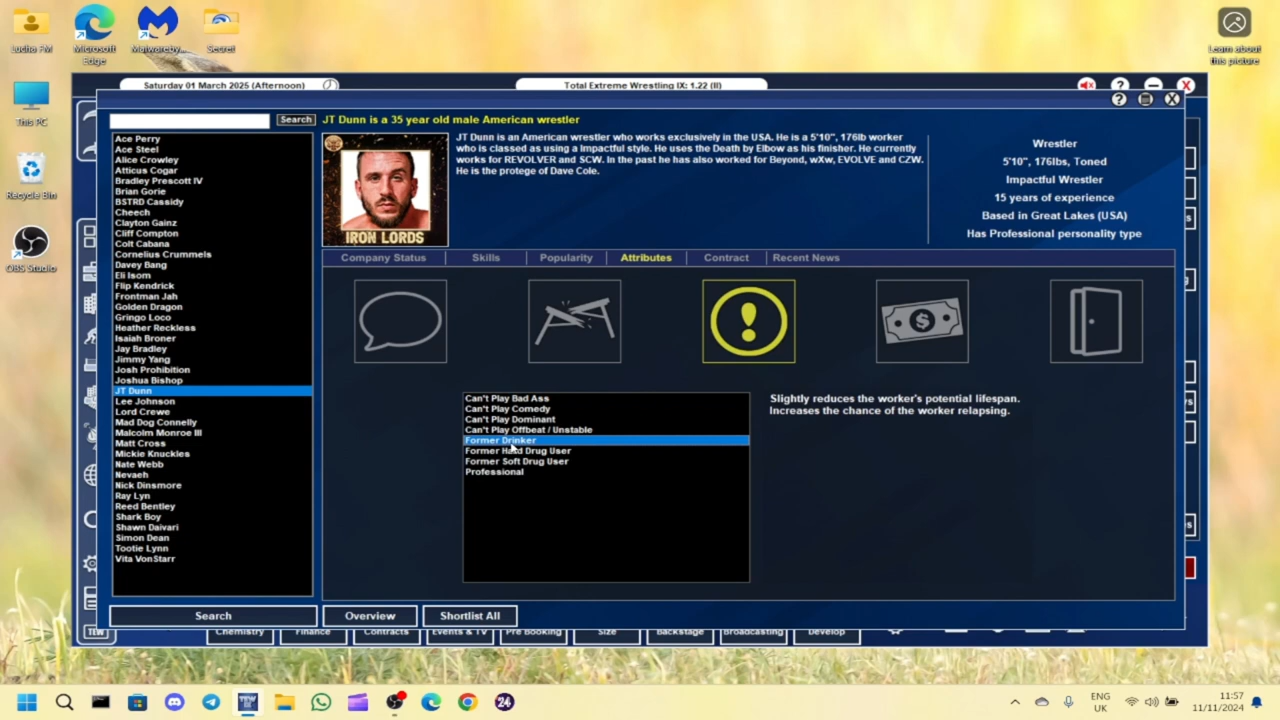 Lucha FM
Microsoft Edge
Malwareby...
Secret
Learn about this picture
This PC
Recycle Bin
OBS Studio
Saturday 01 March 2025 (Afternoon)
Total Extreme Wrestling IX: 1.22 (II)
Search
JT Dunn is a 35 year old male American wrestler
Ace Perry
Ace Steel
Alice Crowley
Atticus Cogar
Bradley Prescott IV
Brian Gorie
BSTRD Cassidy
Cheech
Clayton Gainz
Cliff Compton
Colt Cabana
Cornelius Crummels
Davey Bang
Eli Isom
Flip Kendrick
Frontman Jah
Golden Dragon
Gringo Loco
Heather Reckless
Isaiah Broner
Jay Bradley
Jimmy Yang
Josh Prohibition
Joshua Bishop
JT Dunn
Lee Johnson
Lord Crewe
Mad Dog Connelly
Malcolm Monroe III
Matt Cross
Mickie Knuckles
Nate Webb
Nevaeh
Nick Dinsmore
Ray Lyn
Reed Bentley
Shark Boy
Shawn Daivari
Simon Dean
Tootie Lynn
Vita VonStarr
IRON LORDS
JT Dunn is an American wrestler who works exclusively in the USA. He is a 5'10", 176lb worker
who is classed as using a Impactful style. He uses the Death by Elbow as his finisher. He currently
works for REVOLVER and SCW. In the past he has also worked for Beyond, wXw, EVOLVE and CZW.
He is the protege of Dave Cole.
Wrestler
5'10", 176lbs, Toned
Impactful Wrestler
15 years of experience
Based in Great Lakes (USA)
Has Professional personality type
Company Status
Skills
Popularity
Attributes
Contract
Recent News
Can't Play Bad Ass
Can't Play Comedy
Can't Play Dominant
Can't Play Offbeat / Unstable
Former Drinker
Former Hard Drug User
Former Soft Drug User
Professional
Slightly reduces the worker's potential lifespan.
Increases the chance of the worker relapsing.
Search
Overview
Shortlist All
TEW
Chemistry
Finance
Contracts
Events & TV
Pre Booking
Size
Backstage
Broadcasting
Develop
24
ENG
UK
11:57
11/11/2024